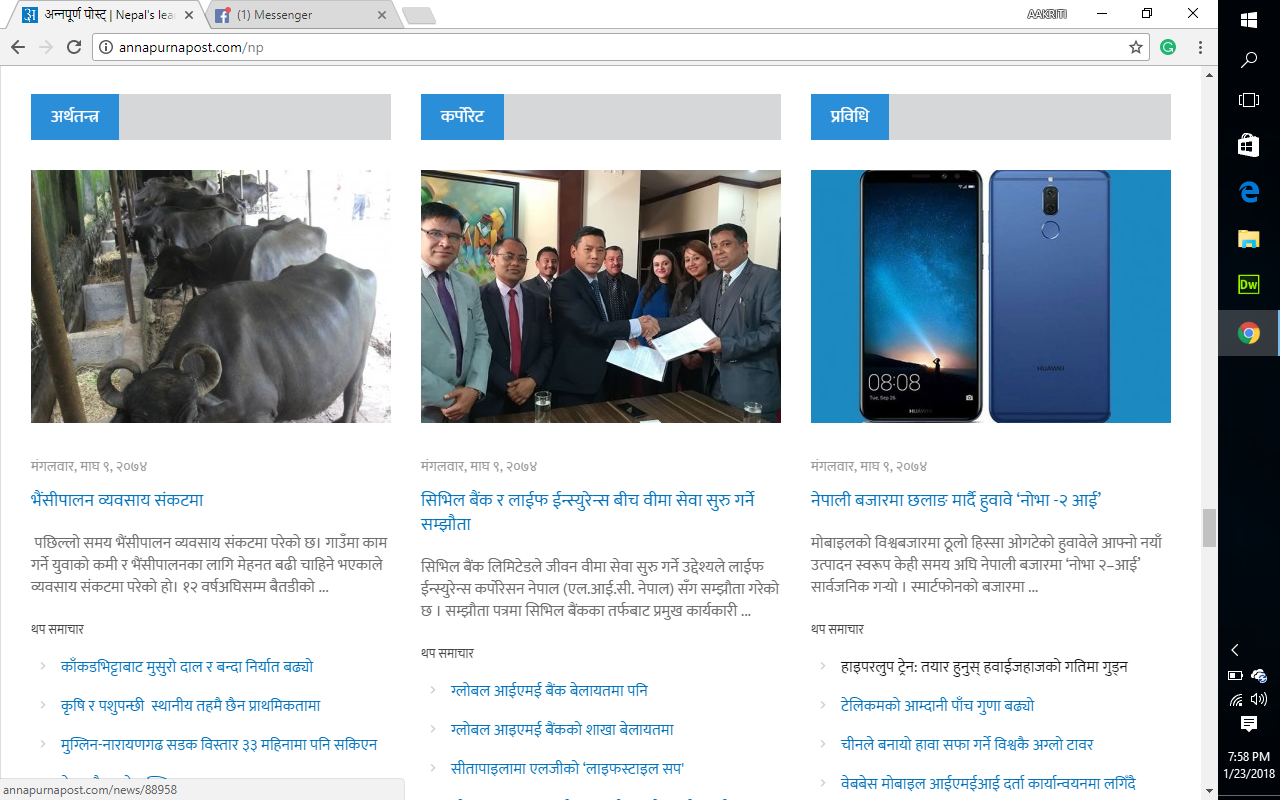 अन्नपूर्ण पोस्ट् | Nepal's lea
(1) Messenger
AAKRITI
annapurnapost.com/np
अर्थतन्त्र
कर्पोरेट
प्रविधि
08:08
Tue, Sep 26
HUAWEI
HUAWEI
मंगलवार, माघ ९, २०७४
भैंसीपालन व्यवसाय संकटमा
पछिल्लो समय भैंसीपालन व्यवसाय संकटमा परेको छ। गाउँमा काम
गर्ने युवाको कमी र भैंसीपालनका लागि मेहनत बढी चाहिने भएकाले
व्यवसाय संकटमा परेको हो। १२ वर्षअघिसम्म बैतडीको ...
थप समाचार
काँकडभिट्टाबाट मुसुरो दाल र बन्दा निर्यात बढ्यो
कृषि र पशुपन्छी स्थानीय तहमै छैन प्राथमिकतामा
मुग्लिन-नारायणगढ सडक विस्तार ३३ महिनामा पनि सकिएन
मंगलवार, माघ ९, २०७४
सिभिल बैंक र लाईफ ईन्स्युरेन्स बीच वीमा सेवा सुरु गर्ने
सम्झौता
सिभिल बैंक लिमिटेडले जीवन वीमा सेवा सुरु गर्ने उद्देश्यले लाईफ
ईन्स्युरेन्स कर्पोरेसन नेपाल (एल.आई.सी. नेपाल) सँग सम्झौता गरेको
छ । सम्झौता पत्रमा सिभिल बैंकका तर्फबाट प्रमुख कार्यकारी ...
थप समाचार
ग्लोबल आईएमई बैंक बेलायतमा पनि
ग्लोबल आइएमई बैंकको शाखा बेलायतमा
सीतापाइलामा एलजीको ‘लाइफस्टाइल सप'
मंगलवार, माघ ९, २०७४
नेपाली बजारमा छलाङ मार्दै हुवावे ‘नोभा -२ आई’
मोबाइलको विश्वबजारमा ठूलो हिस्सा ओगटेको हुवावेले आफ्नो नयाँ
उत्पादन स्वरूप केही समय अघि नेपाली बजारमा ‘नोभा २–आई’
सार्वजनिक गर्‍यो । स्मार्टफोनको बजारमा ...
थप समाचार
हाइपरलुप ट्रेन: तयार हुनुस् हवाईजहाजको गतिमा गुड्न
टेलिकमको आम्दानी पाँच गुणा बढ्यो
चीनले बनायो हावा सफा गर्ने विश्वकै अग्लो टावर
वेबबेस मोबाइल आईएमईआई दर्ता कार्यान्वयनमा लगिँदै
annapurnapost.com/news/88958
Dw
7:58 PM
1/23/2018